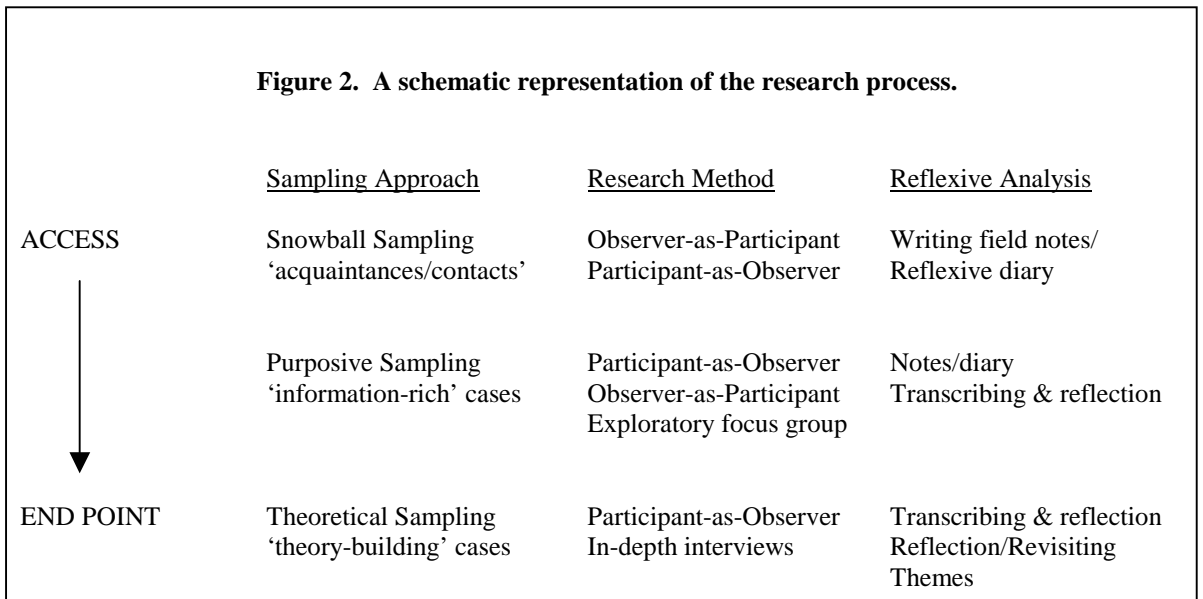 Figure 2. A schematic representation of the research process.
Sampling Approach Research Method Reflexive Analysis
ACCESS Snowball Sampling Observer-as-Participant Writing field notes/
‘acquaintances/contacts’ Participant-as-Observer Reflexive diary
Purposive Sampling Participant-as-Observer Notes/diary
‘information-rich’ cases Observer-as-Participant Transcribing & reflection
Exploratory focus group
END POINT Theoretical Sampling Participant-as-Observer Transcribing & reflection
‘theory-building’ cases In-depth interviews Reflection/Revisiting
Themes